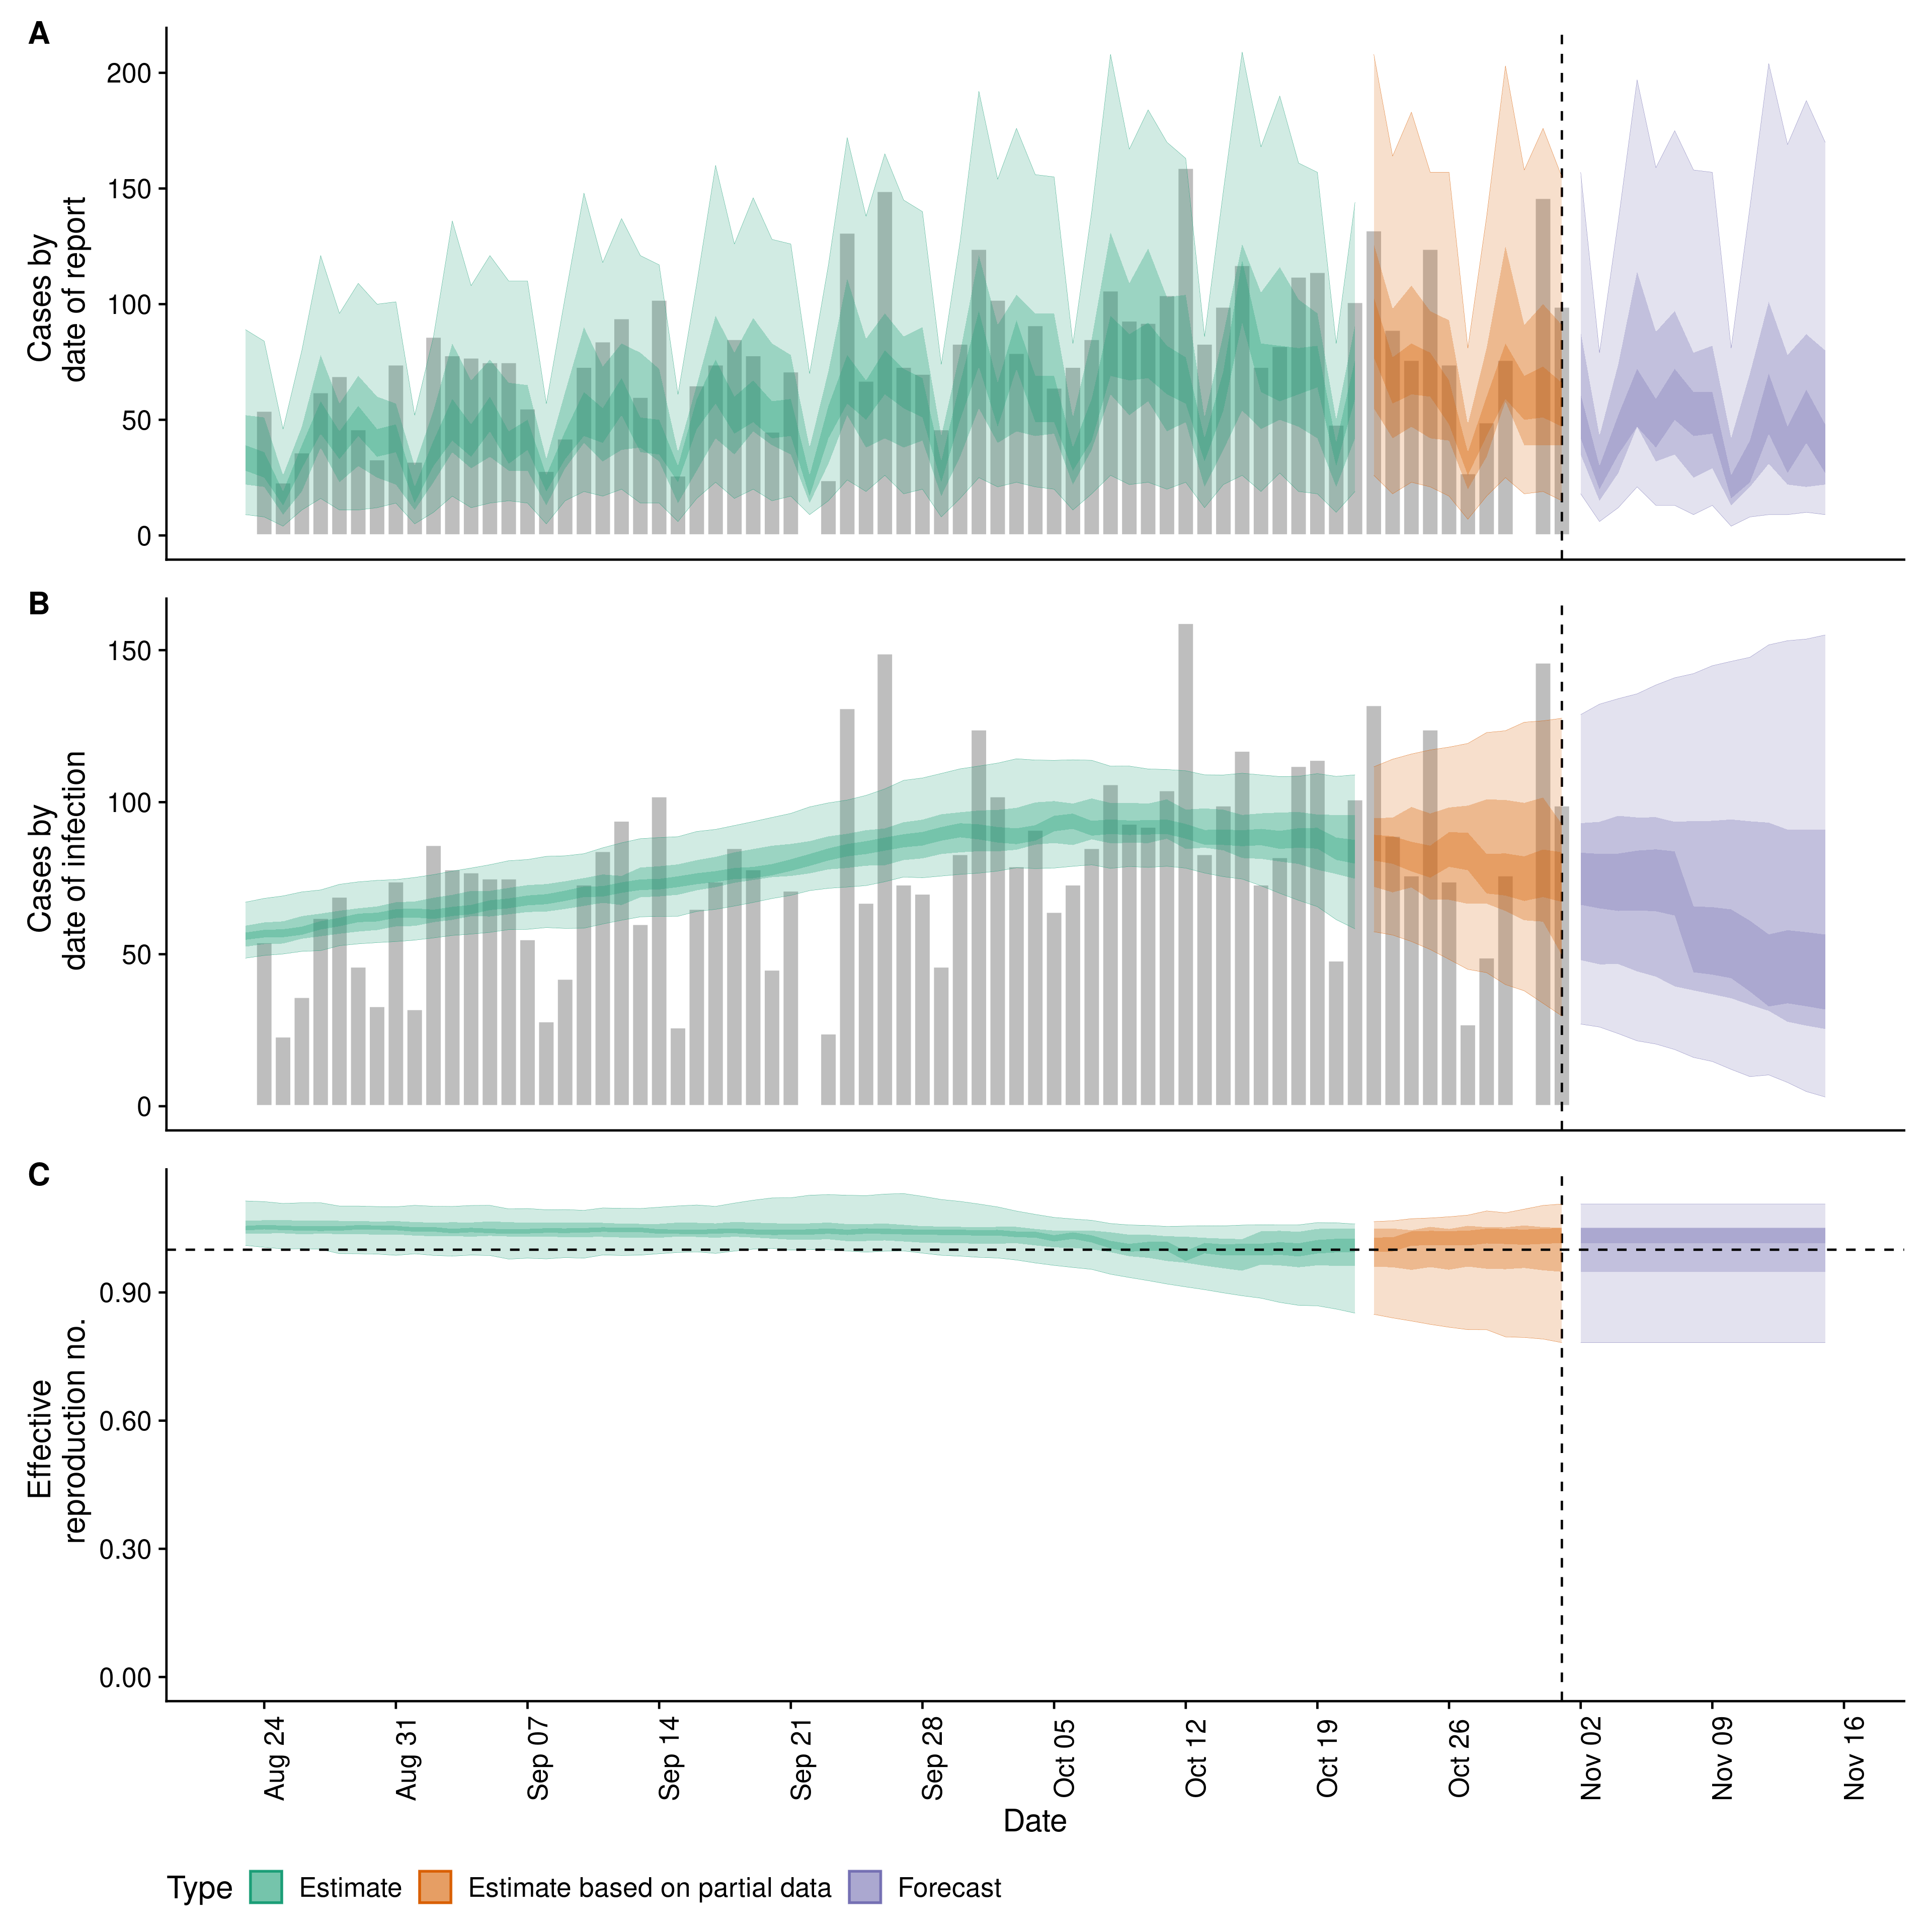 A
Cases by
date of report
200
150
100
50
0
B
Cases by
date of infection
150
100
50
0
C
Effective
reproduction no.
0.90
0.60
0.30
0.00
Aug 24
Aug 31
Sep 07
Sep 14
Sep 21
Sep 28
Oct 05
Oct 12
Oct 19
Oct 26
Nov 02
Nov 09
Nov 16
Date
Type Estimate Estimate based on partial data Forecast